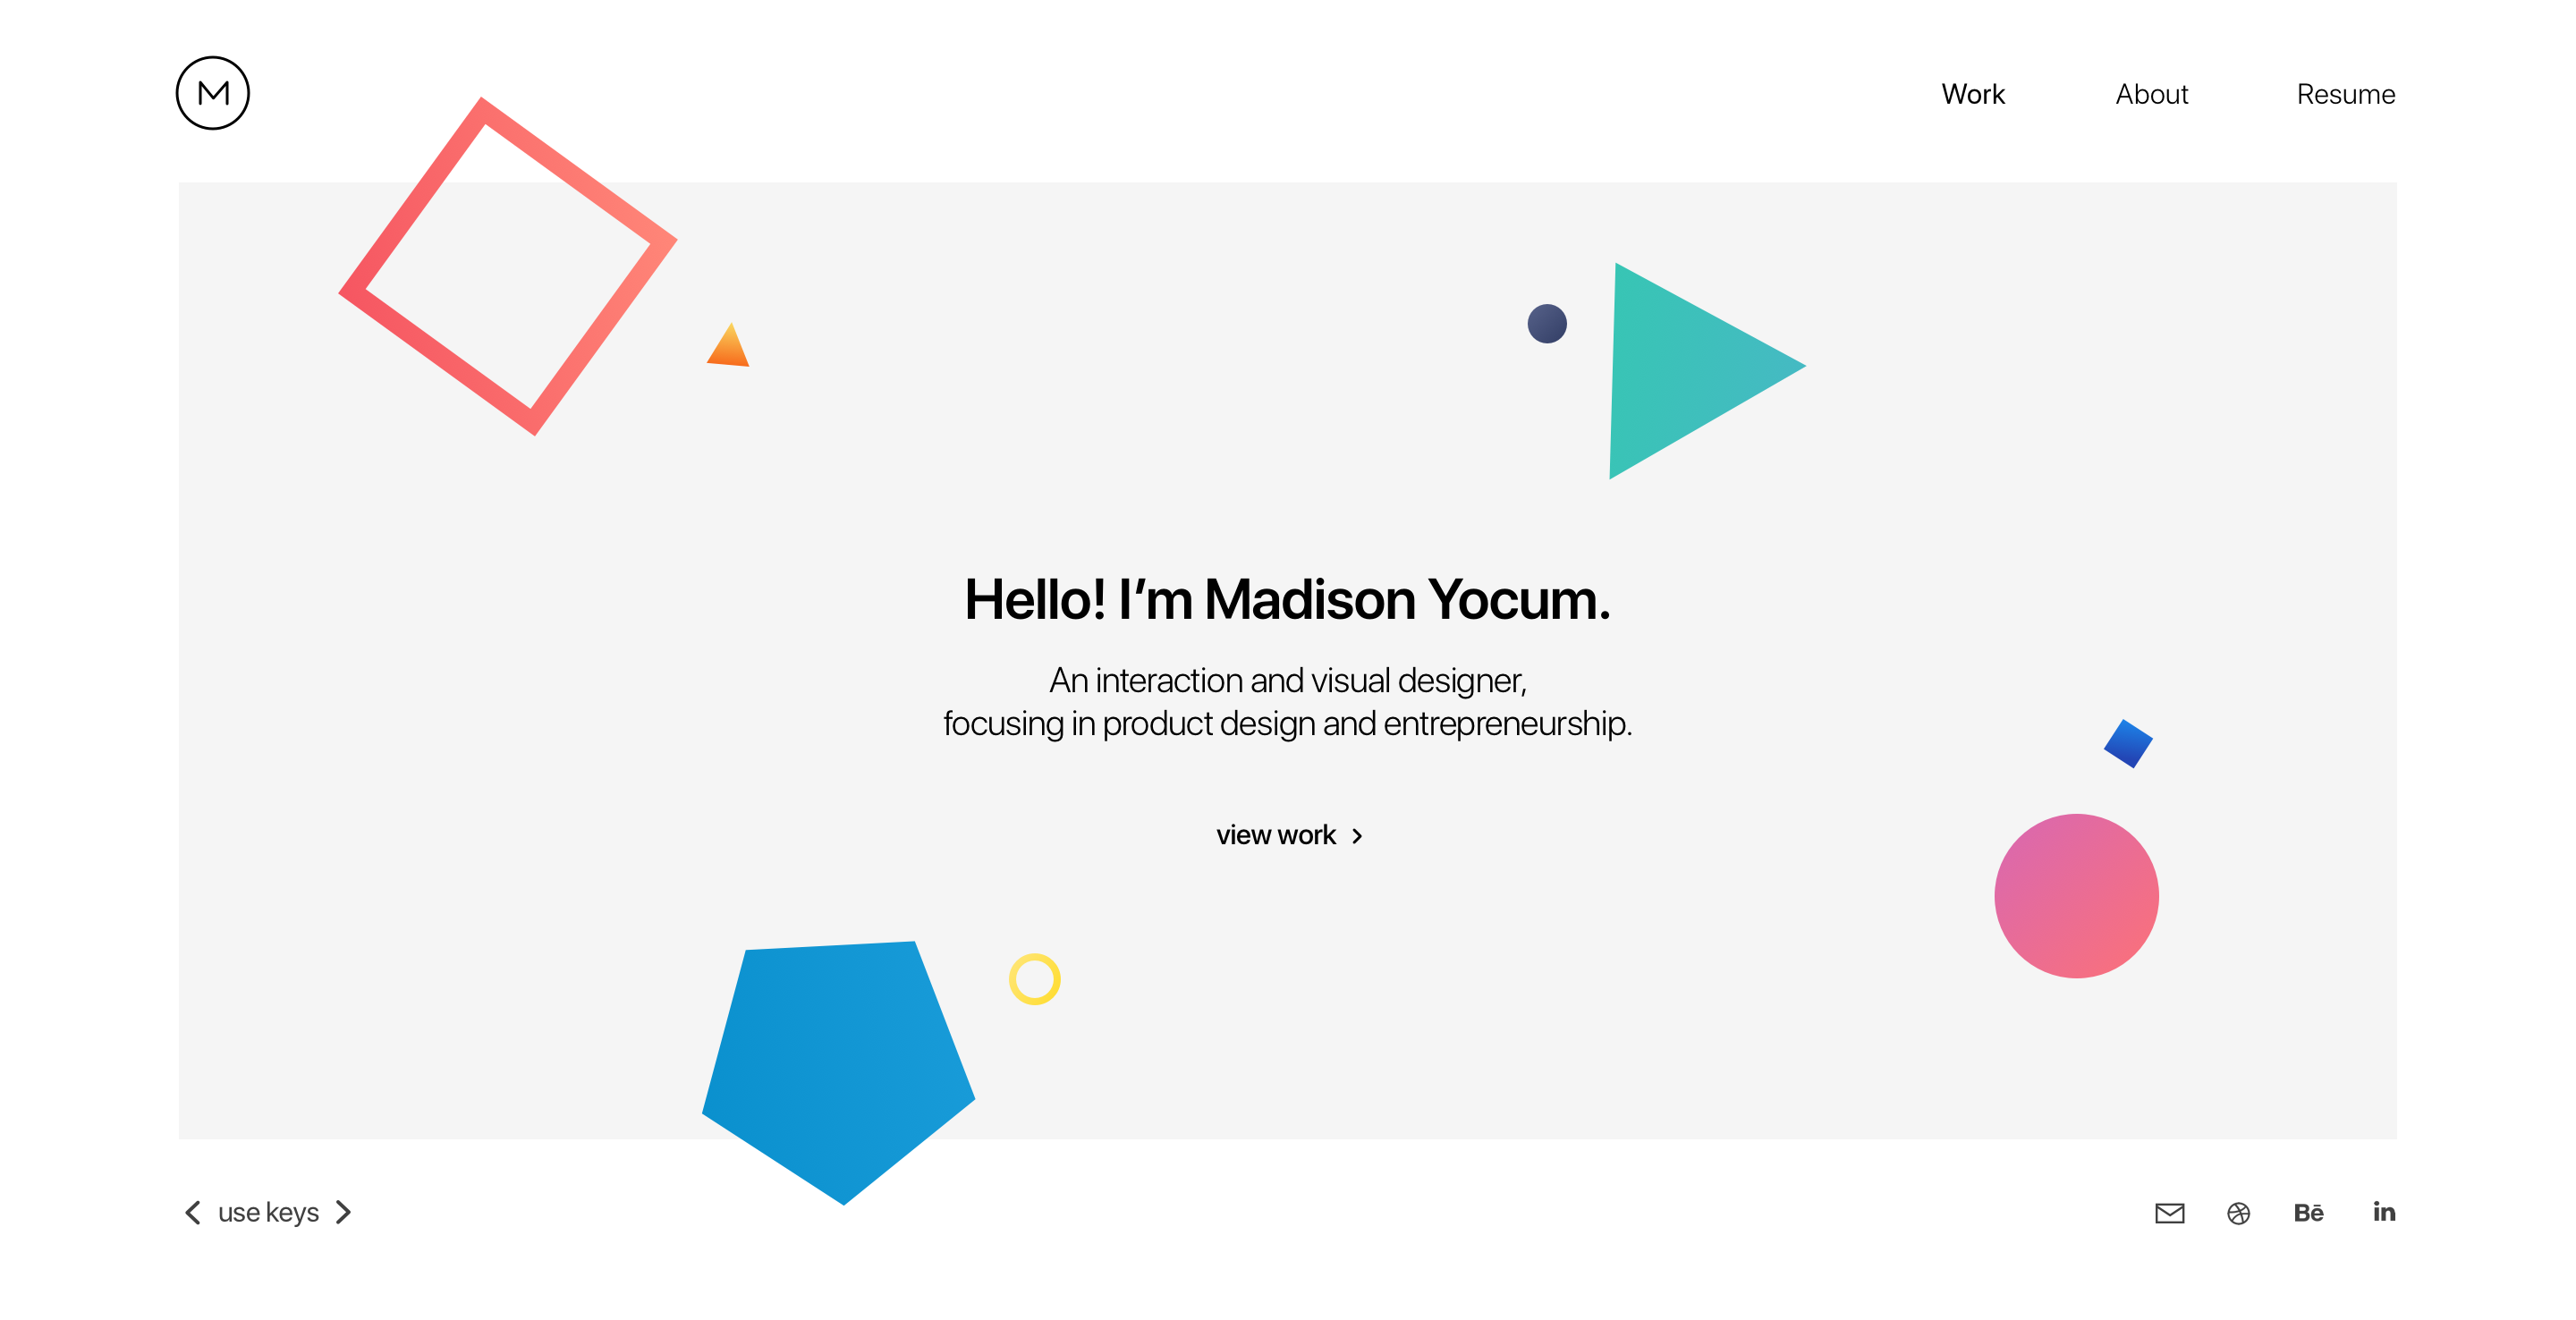 M
Work
About
Resume
Hello! I’m Madison Yocum.
An interaction and visual designer,
focusing in product design and entrepreneurship.
view work
use keys
Bē
in